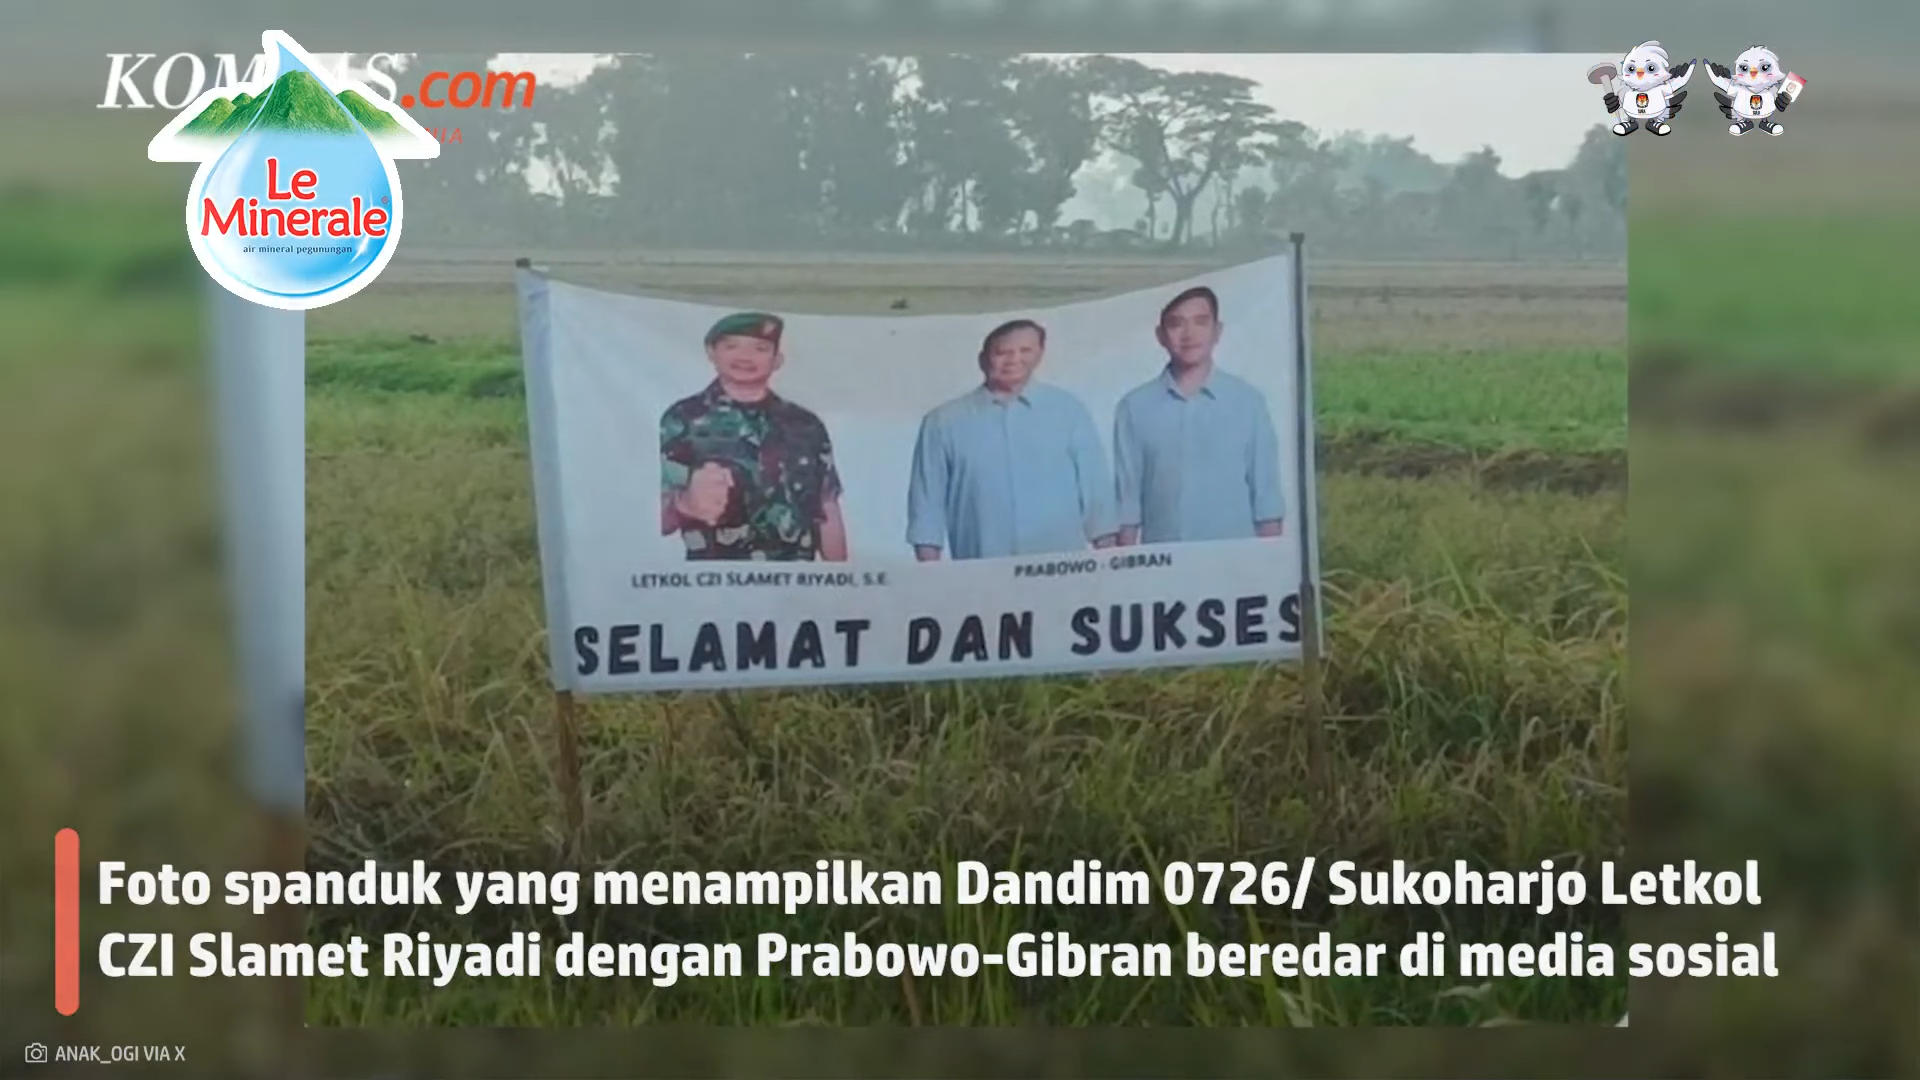 KOMPAS.com
Le
Minerale
air mineral pegunungan
LETKOL CZI SLAMET RIYADI, S.E.
PRABOWO - GIBRAN
SELAMAT DAN SUKSES
Foto spanduk yang menampilkan Dandim 0726/ Sukoharjo Letkol
CZI Slamet Riyadi dengan Prabowo-Gibran beredar di media sosial
ANAK_OGI VIA X